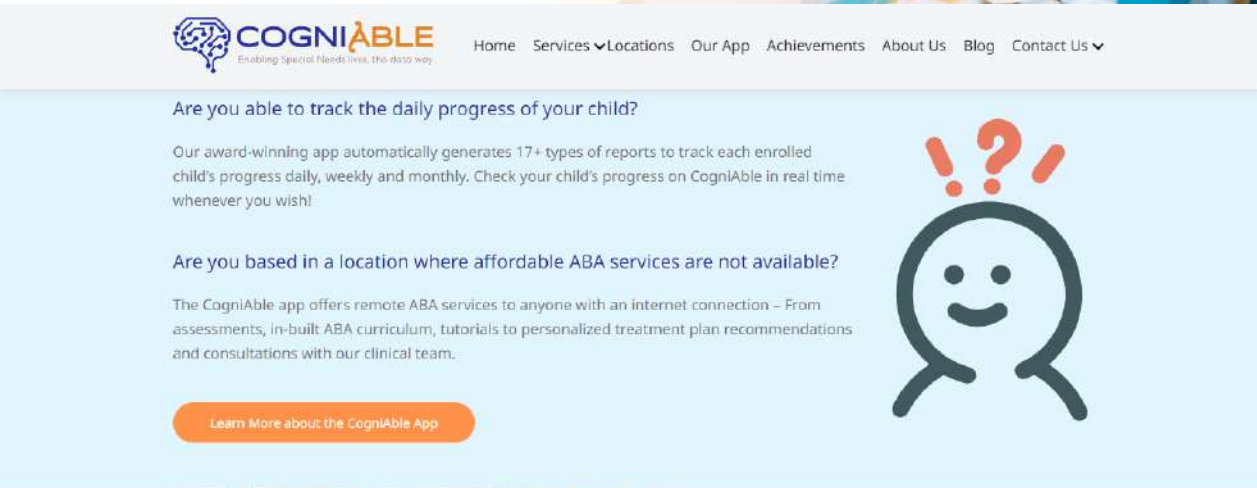 COGNIABLE
Enabling Special Needs lives, the data way
Home Services Locations Our App Achievements About Us Blog Contact Us
Are you able to track the daily progress of your child?
Our award-winning app automatically generates 17+ types of reports to track each enrolled
child's progress daily, weekly and monthly. Check your child's progress on CogniAble in real time
whenever you wish!
!?!
Are you based in a location where affordable ABA services are not available?
The CogniAble app offers remote ABA services to anyone with an internet connection – From
assessments, in-built ABA curriculum, tutorials to personalized treatment plan recommendations
and consultations with our clinical team.
Learn More about the CogniAble App